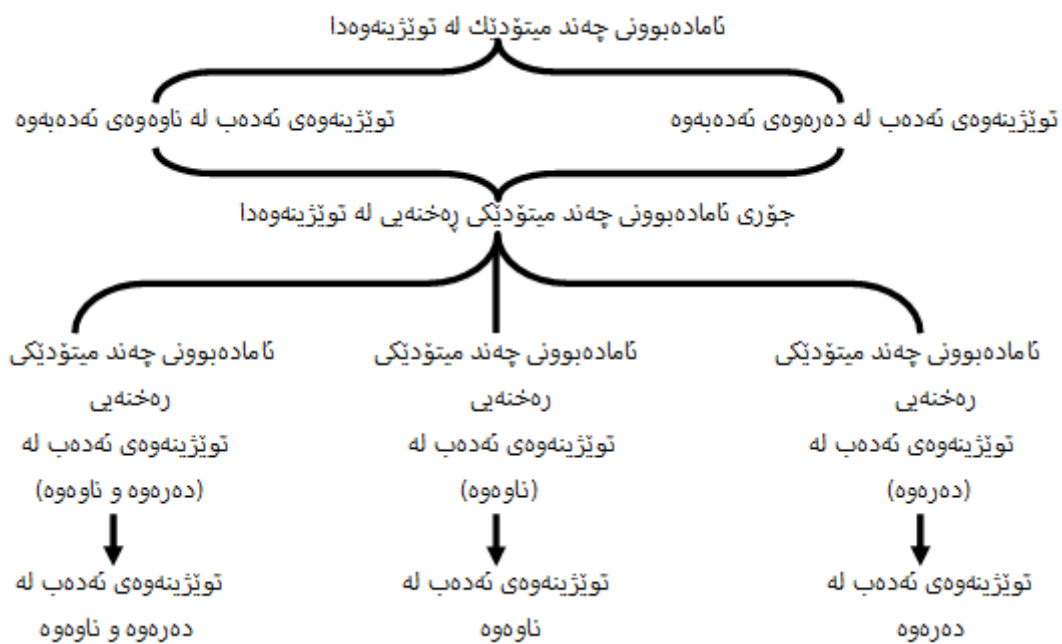 ئامادەبوونی چەند میتۆدێك لە توێژینەوەدا
توێژینەوەی ئەدەب لە دەرەوەی ئەدەبەوە
توێژینەوەی ئەدەب لە ناوەوەی ئەدەبەوە
جۆری ئامادەبوونی چەند میتۆدێکی ڕەخنەیی لە توێژینەوەدا
ئامادەبوونی چەند میتۆدێکی
رەخنەیی
توێژینەوەی ئەدەب لە
(دەرەوە)
توێژینەوەی ئەدەب لە
دەرەوە
ئامادەبوونی چەند میتۆدێکی
رەخنەیی
توێژینەوەی ئەدەب لە
(ناوەوە)
توێژینەوەی ئەدەب لە
ناوەوە
ئامادەبوونی چەند میتۆدێکی
رەخنەیی
توێژینەوەی ئەدەب لە
(دەرەوە و ناوەوە)
توێژینەوەی ئەدەب لە
دەرەوە و ناوەوە